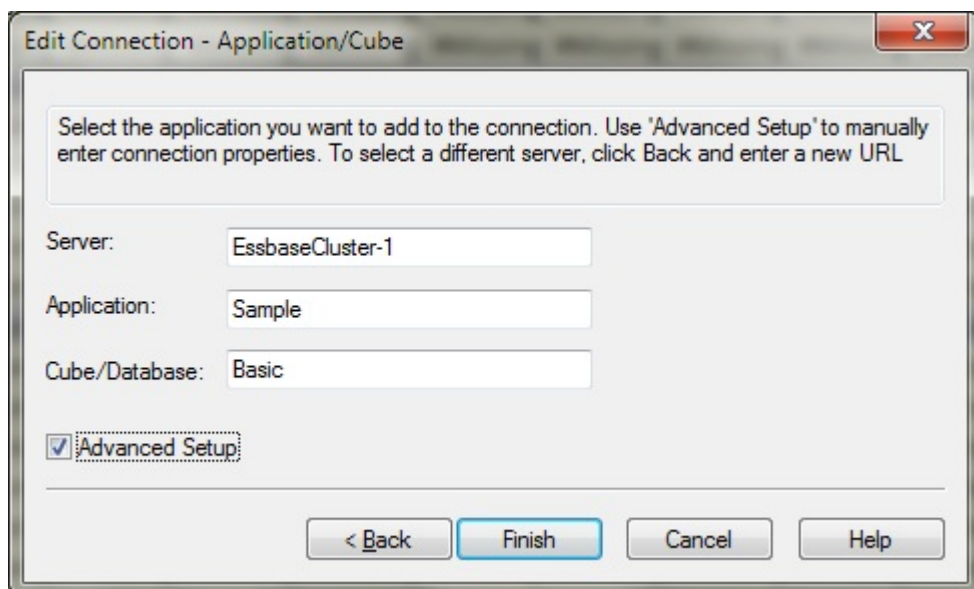 Edit Connection - Application/Cube
Select the application you want to add to the connection. Use 'Advanced Setup' to manually
enter connection properties. To select a different server, click Back and enter a new URL
Server: EssbaseCluster-1
Application: Sample
Cube/Database: Basic
Advanced Setup
< Back Finish Cancel Help